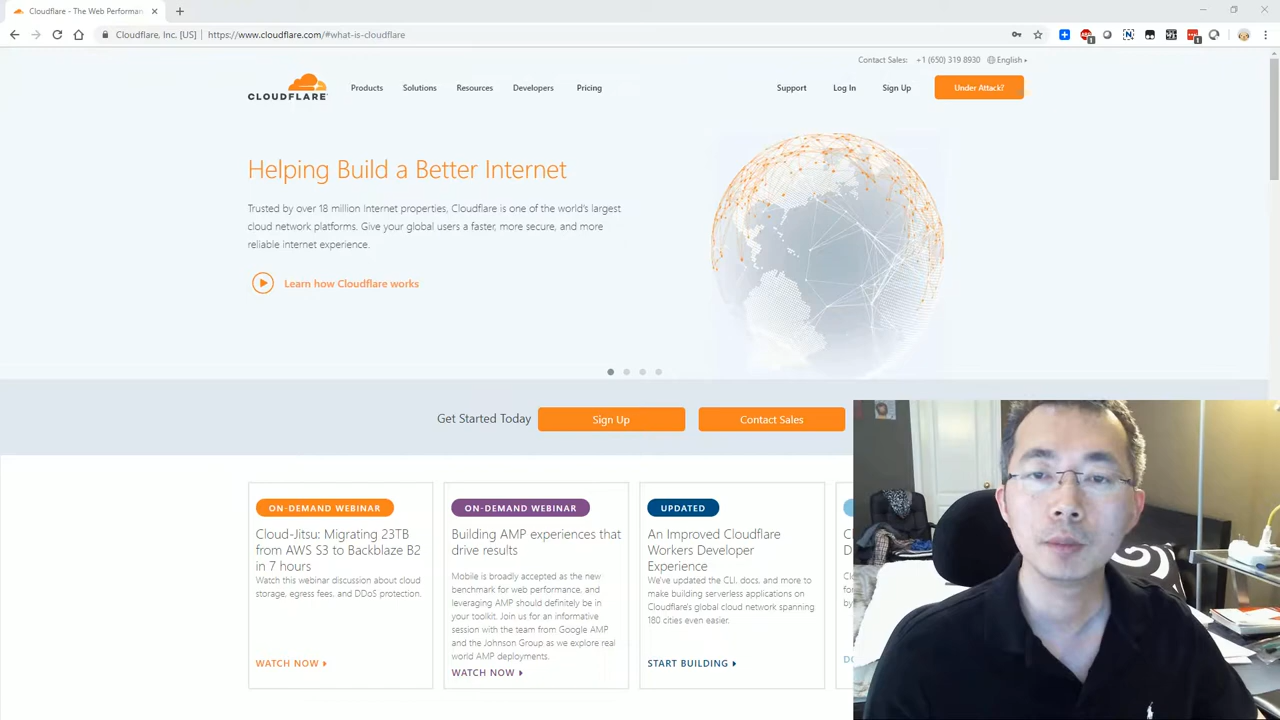 Cloudflare - The Web Performan
Cloudflare, Inc. [US] https://www.cloudflare.com/#what-is-cloudflare
Contact Sales: +1 (650) 319 8930 English
CLOUDFLARE
Products Solutions Resources Developers Pricing Support Log In Sign Up Under Attack?
Helping Build a Better Internet
Trusted by over 18 million Internet properties, Cloudflare is one of the world's largest
cloud network platforms. Give your global users a faster, more secure, and more
reliable internet experience.
Learn how Cloudflare works
Get Started Today Sign Up Contact Sales
ON-DEMAND WEBINAR
Cloud-Jitsu: Migrating 23TB
from AWS S3 to Backblaze B2
in 7 hours
Watch this webinar discussion about cloud
storage, egress fees, and DDoS protection.
WATCH NOW
ON-DEMAND WEBINAR
Building AMP experiences that
drive results
Mobile is broadly accepted as the new
benchmark for web performance, and
leveraging AMP should definitely be in
your toolkit. Join us for an informative
session with the team from Google AMP
and the Johnson Group as we explore real
world AMP deployments.
WATCH NOW
UPDATED
An Improved Cloudflare
Workers Developer
Experience
We've updated the CLI, docs, and more to
make building serverless applications on
Cloudflare's global cloud network spanning
180 cities even easier.
START BUILDING